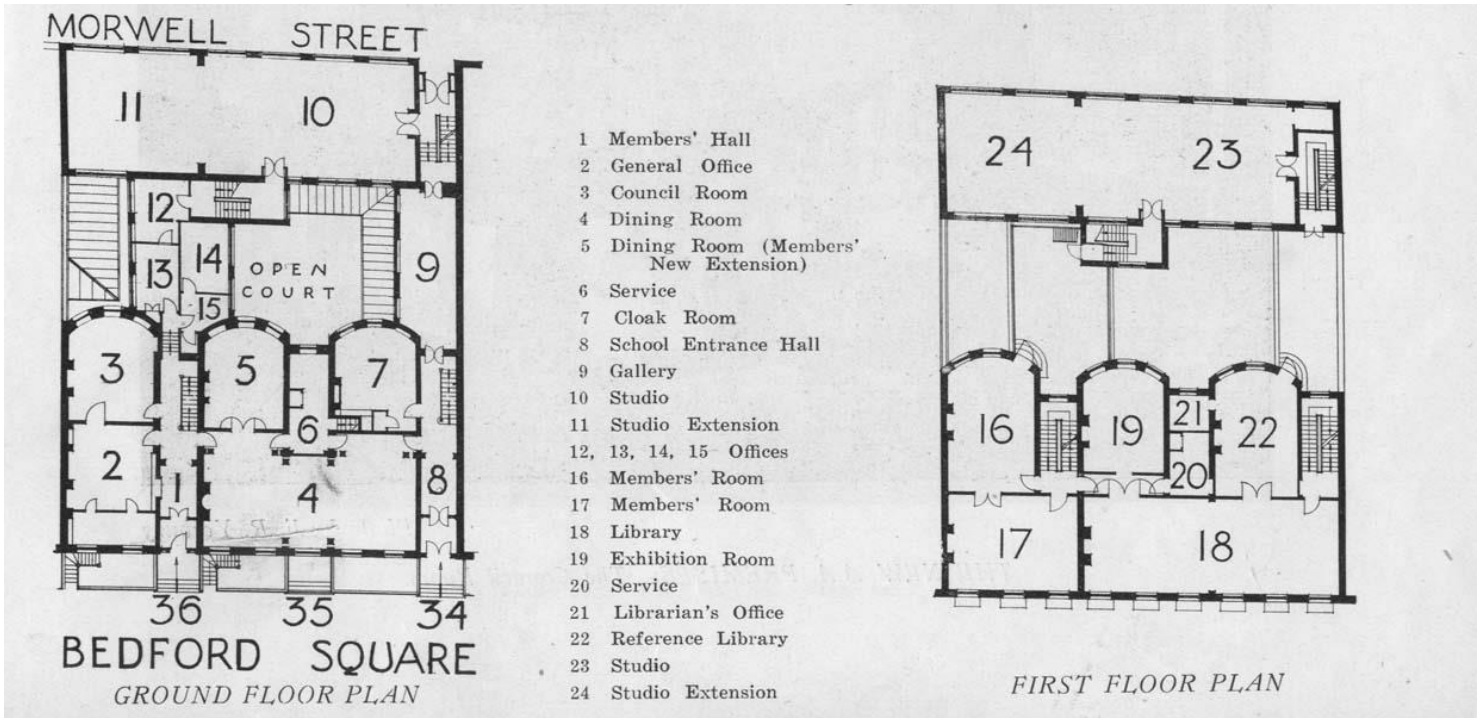 MORWELL STREET
11
10
12
14
13
15
OPEN
COURT
9
3
5
7
6
2
1
4
8
36 35 34
BEDFORD SQUARE
GROUND FLOOR PLAN
1 Members' Hall
2 General Office
3 Council Room
4 Dining Room
5 Dining Room (Members'
New Extension)
6 Service
7 Cloak Room
8 School Entrance Hall
9 Gallery
10 Studio
11 Studio Extension
12, 13, 14, 15 Offices
16 Members' Room
17 Members' Room
18 Library
19 Exhibition Room
20 Service
21 Librarian's Office
22 Reference Library
23 Studio
24 Studio Extension
24
23
16
19
21
20
22
17
18
FIRST FLOOR PLAN